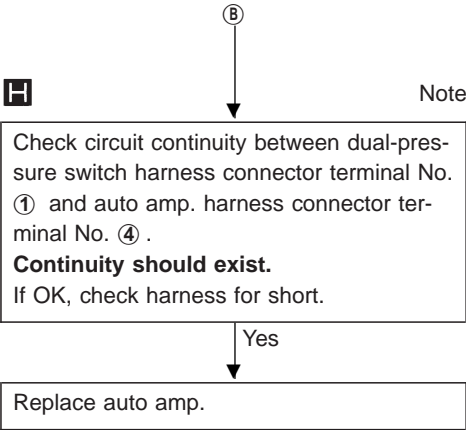 Ⓑ
H Note
Check circuit continuity between dual-pres-
sure switch harness connector terminal No.
① and auto amp. harness connector ter-
minal No. ④ .
Continuity should exist.
If OK, check harness for short.
Yes
Replace auto amp.